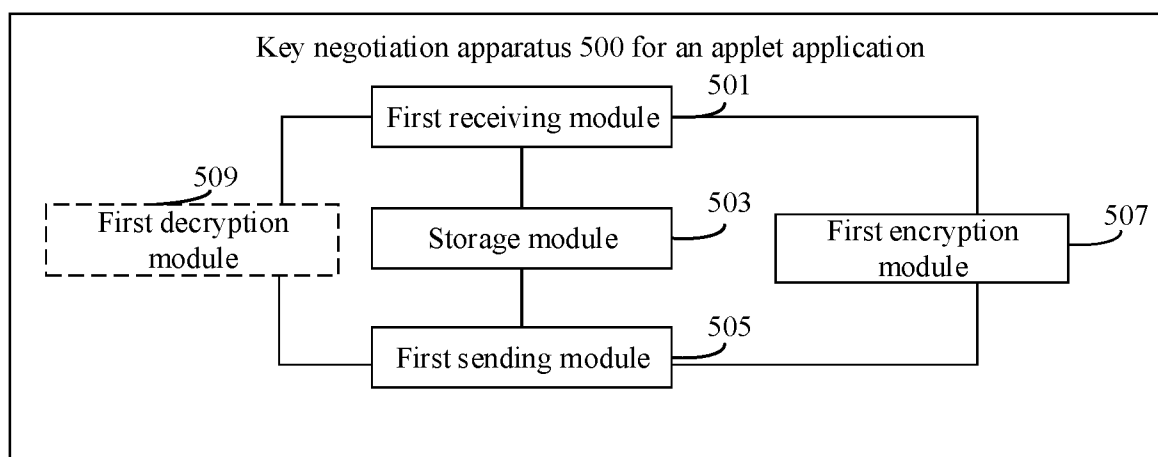 Key negotiation apparatus 500 for an applet application
501
First receiving module
509
First decryption
module
503
Storage module
507
First encryption
module
505
First sending module